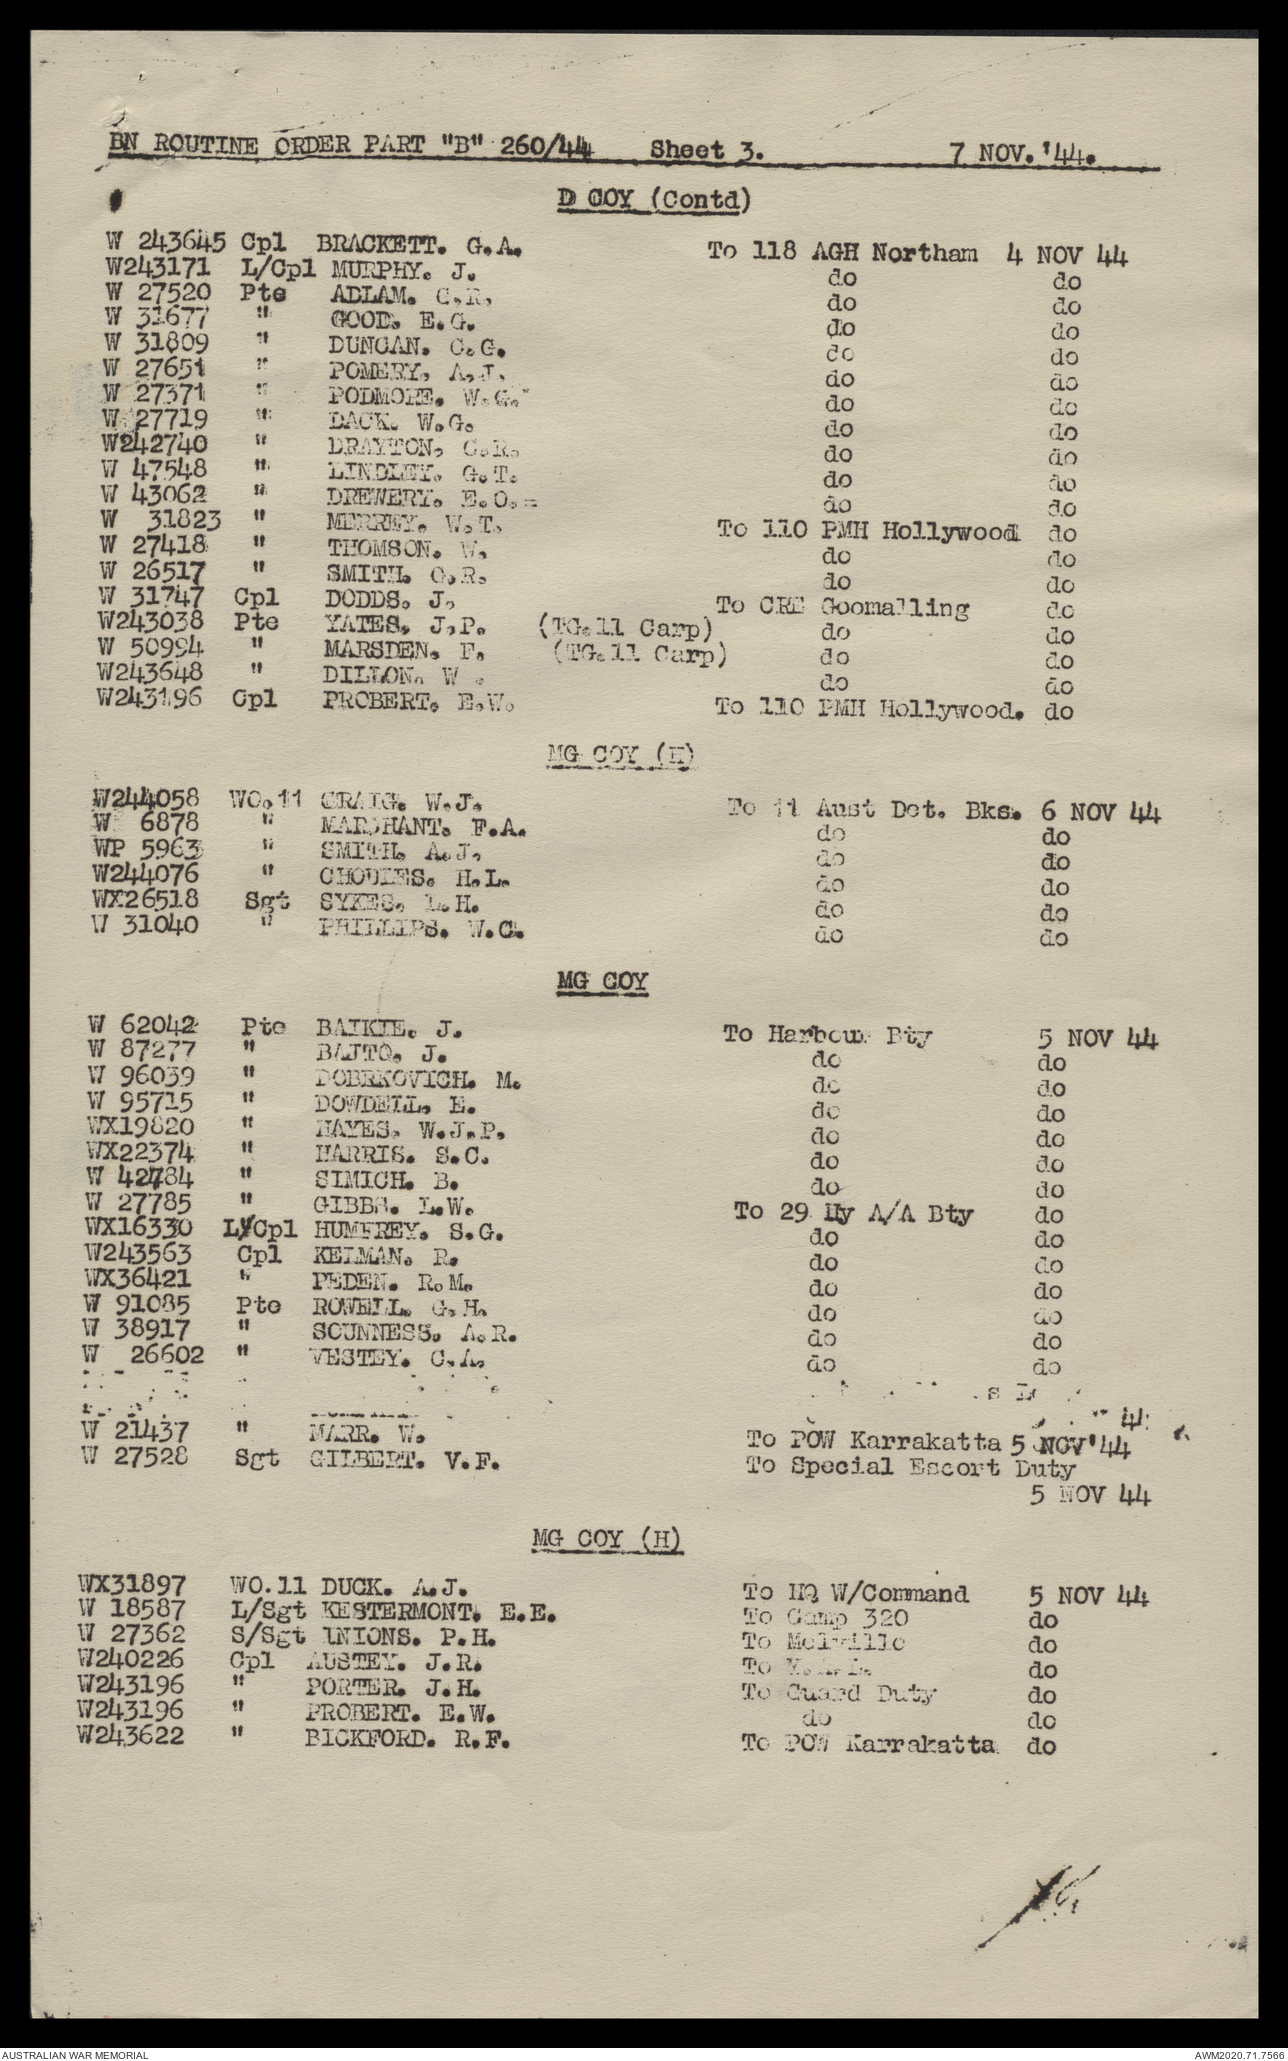 BN ROUTINE ORDER PART "B" 260/44 Sheet 3. 7 NOV.'44.
D COY (Contd)
W 243645 Cpl BRACKETT. G.A. To 118 AGH Northam 4 NOV 44
W243171 L/Cpl MURPHY. J. do do
W 27520 Pte ADLAM. C.R. do do
W 31677 " GOOD. E.G. do do
W 31809 " DUNCAN. C.G. do do
W 27651 " POMERY. A.J. do do
W 27371 " PODMORE. W.G. do do
W 27719 " DACK. W.G. do do
W242740 " DRAYTON. C.R. do do
W 47548 " LINDLEY. G.T. do do
W 43062 " DREWERY. E.O. do do
W 31823 " MERREY. W.T. To 110 PMH Hollywood do
W 27418 " THOMSON. W. do do
W 26517 " SMITH. G.R. do do
W 31747 Cpl DODDS. J. To CRE Goomalling do
W243038 Pte YATES. J.P. (TG.11 Carp) do do
W 50994 " MARSDEN. F. (TG.11 Carp) do do
W243648 " DILLON. W . do do
W243196 Cpl PROBERT. E.W. To 110 PMH Hollywood. do
MG COY (H)
W244058 WO.11 CRAIG. W.J. To 11 Aust Det. Bks. 6 NOV 44
W 6878 " MARCHANT. F.A. do do
WP 5963 " SMITH. A.J. do do
W244076 " CHOULES. H.L. do do
WX26518 Sgt SYKES. L.H. do do
W 31040 " PHILLIPS. W.C. do do
MG COY
W 62042 Pte BAIKIE. J. To Harbour Bty 5 NOV 44
W 87277 " BAJTO. J. do do
W 96039 " DOBRKOVICH. M. do do
W 95715 " DOWDELL. E. do do
WX19820 " HAYES. W.J.P. do do
WX22374 " HARRIS. S.C. do do
W 42784 " SIMICH. B. do do
W 27785 " GIBBS. L.W. To 29 Hy A/A Bty do
WX16330 L/Cpl HUMFREY. S.G. do do
W243563 Cpl KELMAN. R. do do
WX36421 " PEDEN. R.M. do do
W 91085 Pte ROWELL. G.H. do do
W 38917 " SOUNNESS. A.R. do do
W 26602 " VESTEY. C.A. do do
44
W 21437 " MARR. W. To POW Karrakatta 5 NOV'44
W 27528 Sgt GILBERT. V.F. To Special Escort Duty
5 NOV 44
MG COY (H)
WX31897 WO.11 DUCK. A.J. To HQ W/Command 5 NOV 44
W 18587 L/Sgt KESTERMONT. E.E. To Camp 320 do
W 27362 S/Sgt INIONS. P.H. To Melville do
W240226 Cpl AUSTEY. J.R. To do
W243196 " PORTER. J.H. To Guard Duty do
W243196 " PROBERT. E.W. do do
W243622 " BICKFORD. R.F. To POW Karrakatta do
AUSTRALIAN WAR MEMORIAL AWM2020.71.7566